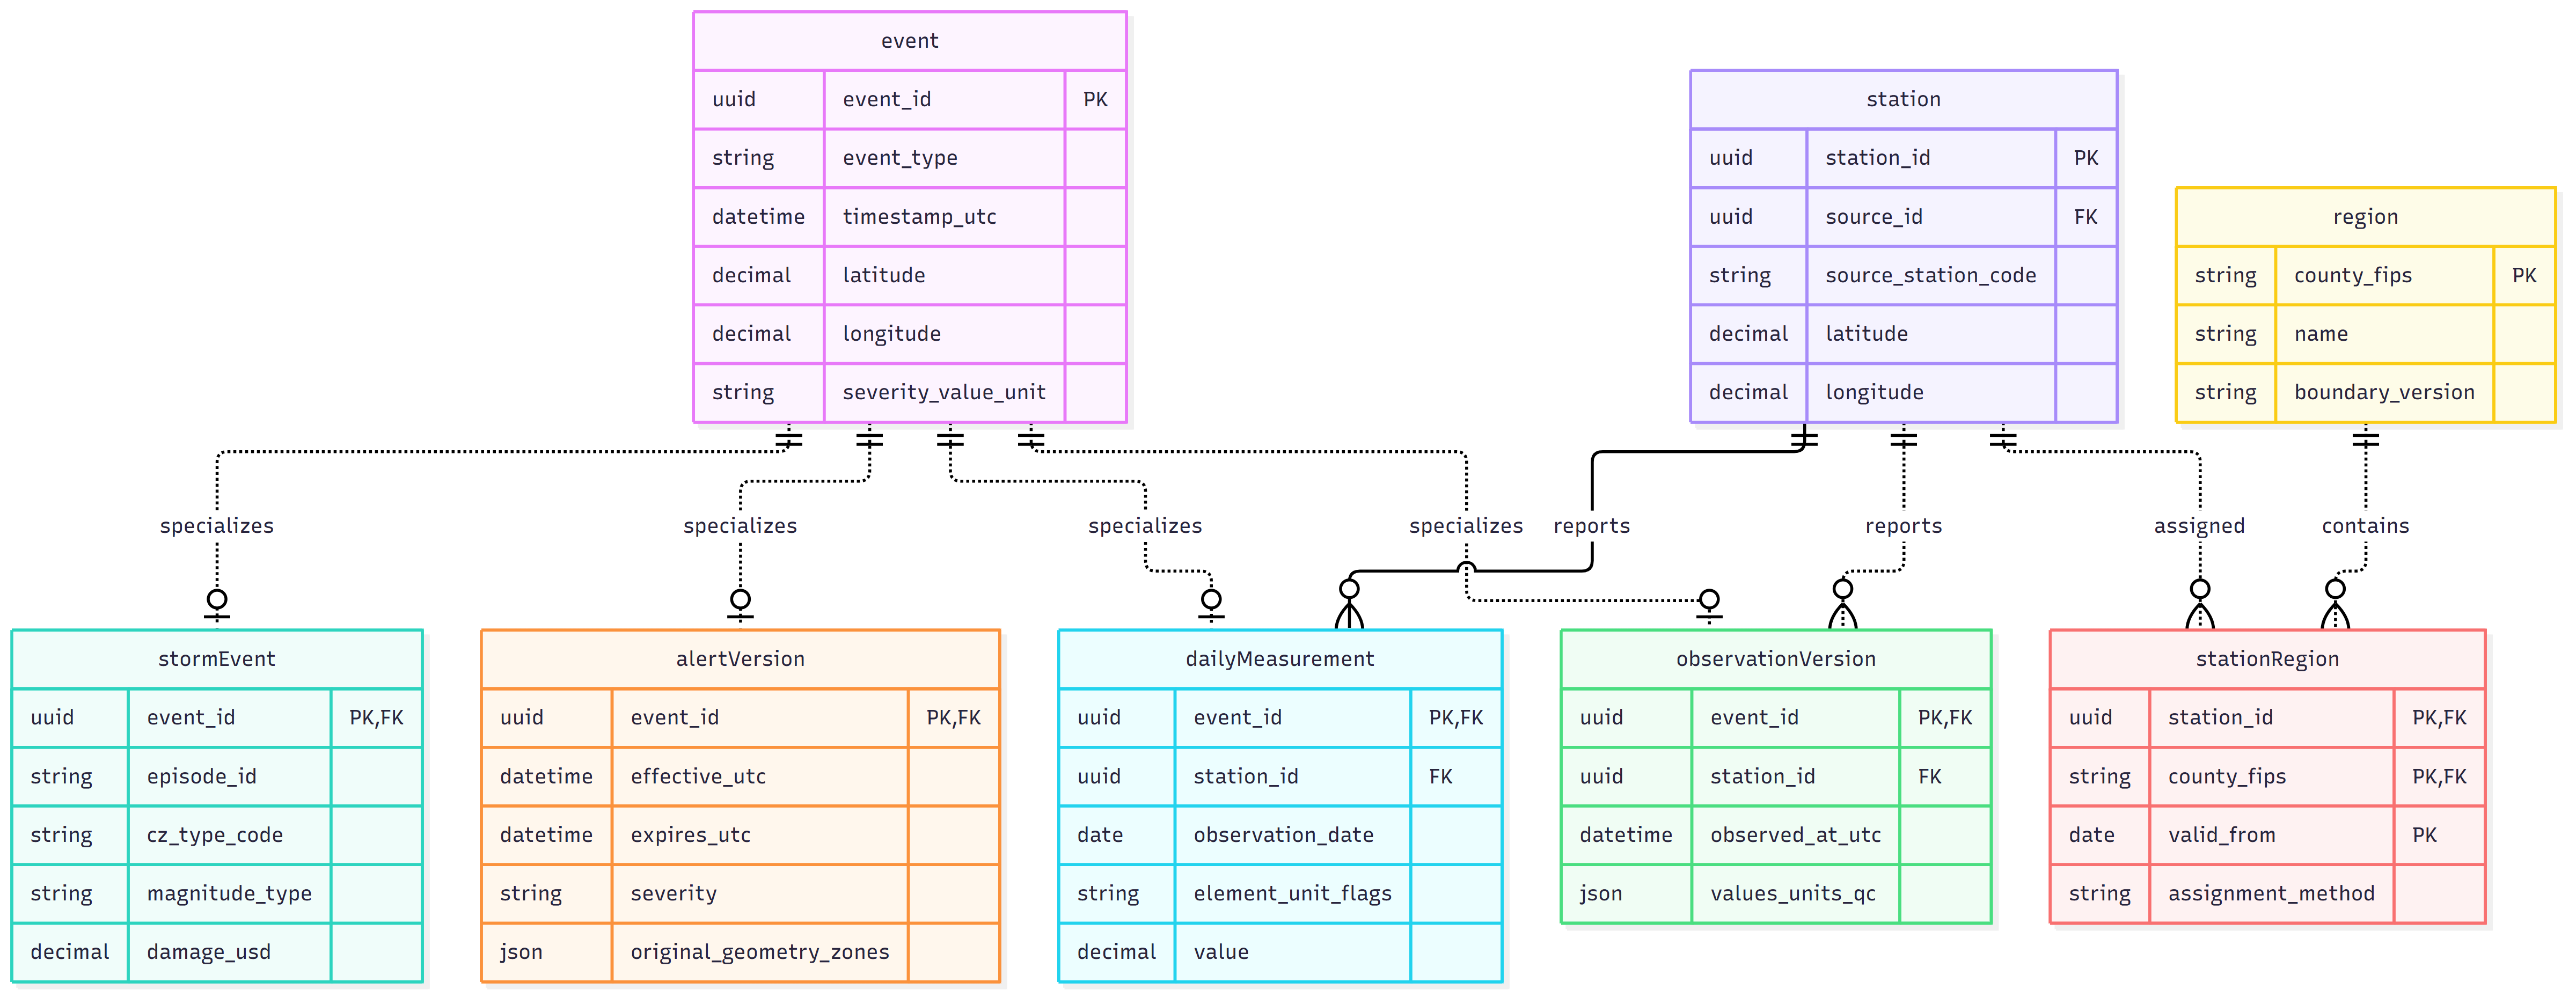 event
uuid event_id PK
string event_type
datetime timestamp_utc
decimal latitude
decimal longitude
string severity_value_unit
station
uuid station_id PK
uuid source_id FK
string source_station_code
decimal latitude
decimal longitude
region
string county_fips PK
string name
string boundary_version
specializes
specializes
specializes
specializes
reports
reports
assigned
contains
stormEvent
uuid event_id PK,FK
string episode_id
string cz_type_code
string magnitude_type
decimal damage_usd
alertVersion
uuid event_id PK,FK
datetime effective_utc
datetime expires_utc
string severity
json original_geometry_zones
dailyMeasurement
uuid event_id PK,FK
uuid station_id FK
date observation_date
string element_unit_flags
decimal value
observationVersion
uuid event_id PK,FK
uuid station_id FK
datetime observed_at_utc
json values_units_qc
stationRegion
uuid station_id PK,FK
string county_fips PK,FK
date valid_from PK
string assignment_method